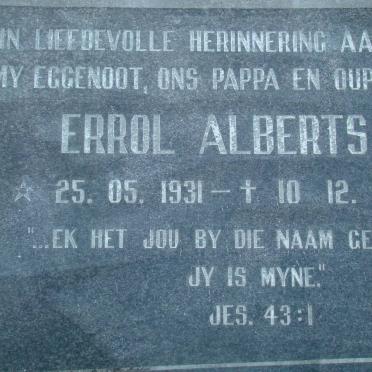 IN LIEFDEVOLLE HERINNERING AA
MY EGGENOOT, ONS PAPPA EN OUP
ERROL ALBERTS
☆ 25. 05. 1931 – † 10 12.
"...EK HET JOU BY DIE NAAM GE
JY IS MYNE."
JES. 43:1